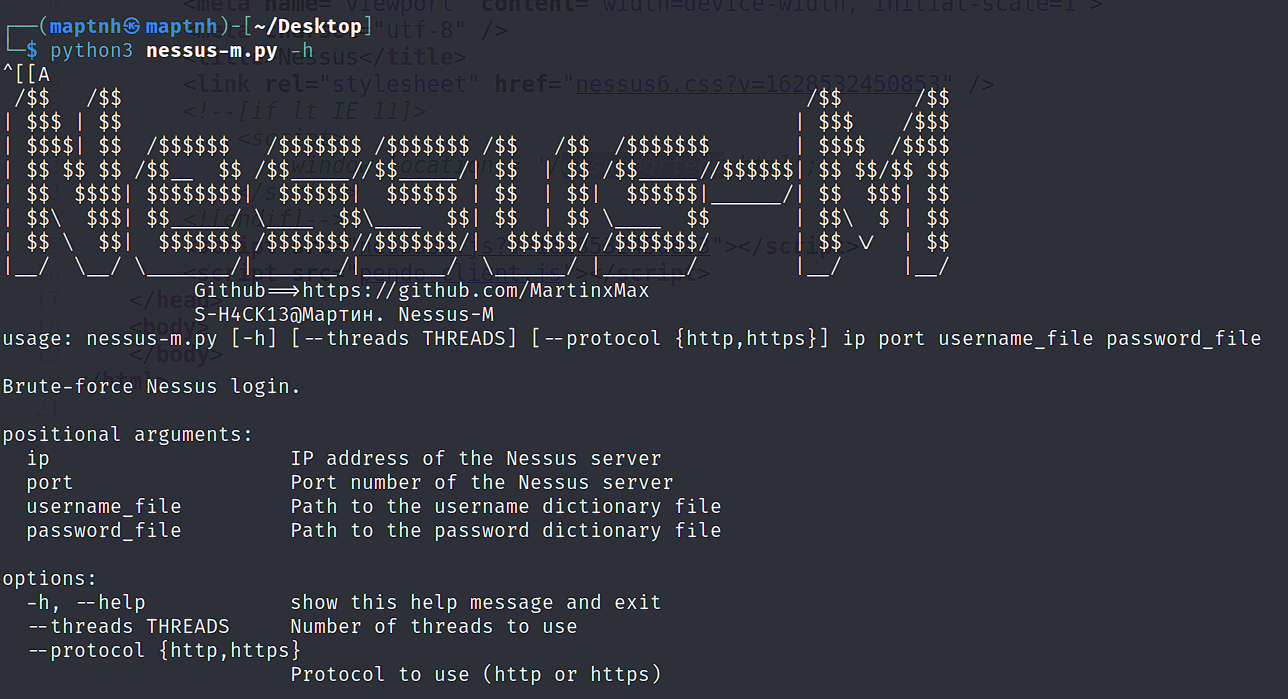 ┌──(maptnh㉿maptnh)-[~/Desktop]
└─$ python3 nessus-m.py -h
^[[A
Nessus-M
Github==>https://github.com/MartinxMax
S-H4CK13@Мартин. Nessus-M
usage: nessus-m.py [-h] [--threads THREADS] [--protocol {http,https}] ip port username_file password_file
Brute-force Nessus login.
positional arguments:
ip IP address of the Nessus server
port Port number of the Nessus server
username_file Path to the username dictionary file
password_file Path to the password dictionary file
options:
-h, --help show this help message and exit
--threads THREADS Number of threads to use
--protocol {http,https}
Protocol to use (http or https)